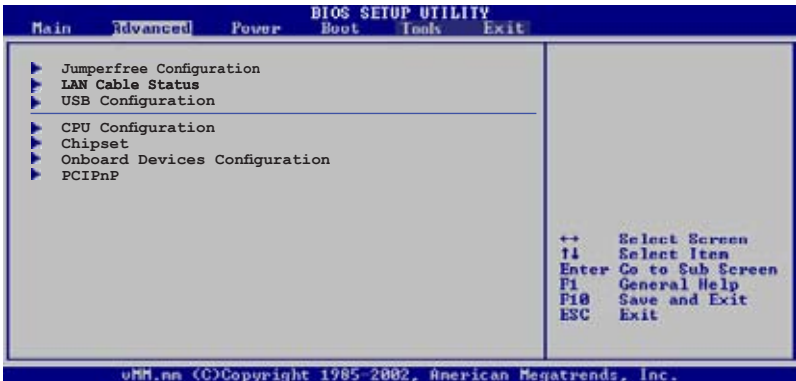 BIOS SETUP UTILITY
Main Advanced Power Boot Tools Exit
Jumperfree Configuration
LAN Cable Status
USB Configuration
CPU Configuration
Chipset
Onboard Devices Configuration
PCIPnP
←→ Select Screen
↑↓ Select Item
Enter Go to Sub Screen
F1 General Help
F10 Save and Exit
ESC Exit
vMM.mm (C)Copyright 1985-2002, American Megatrends, Inc.